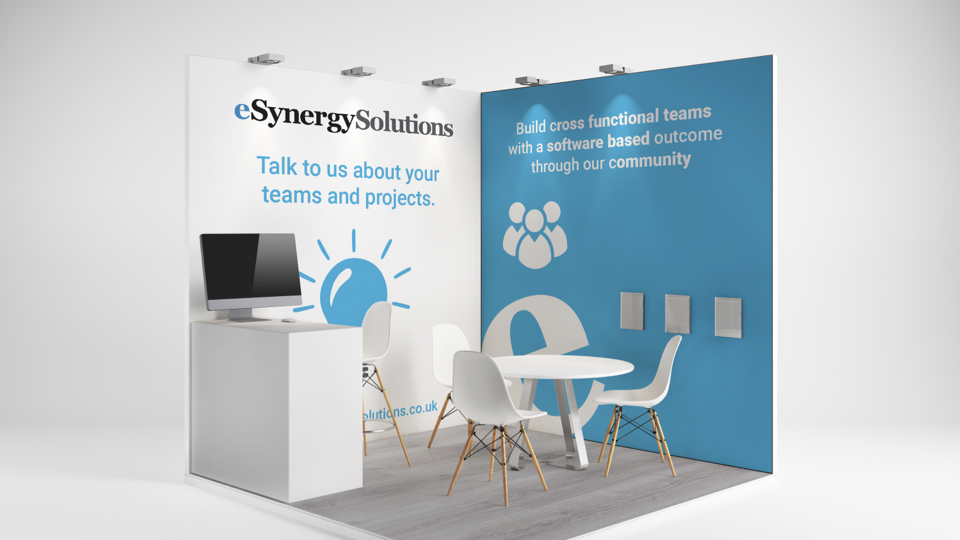 eSynergySolutions
Talk to us about your
teams and projects.
olutions.co.uk
Build cross functional teams
with a software based outcome
through our community
e